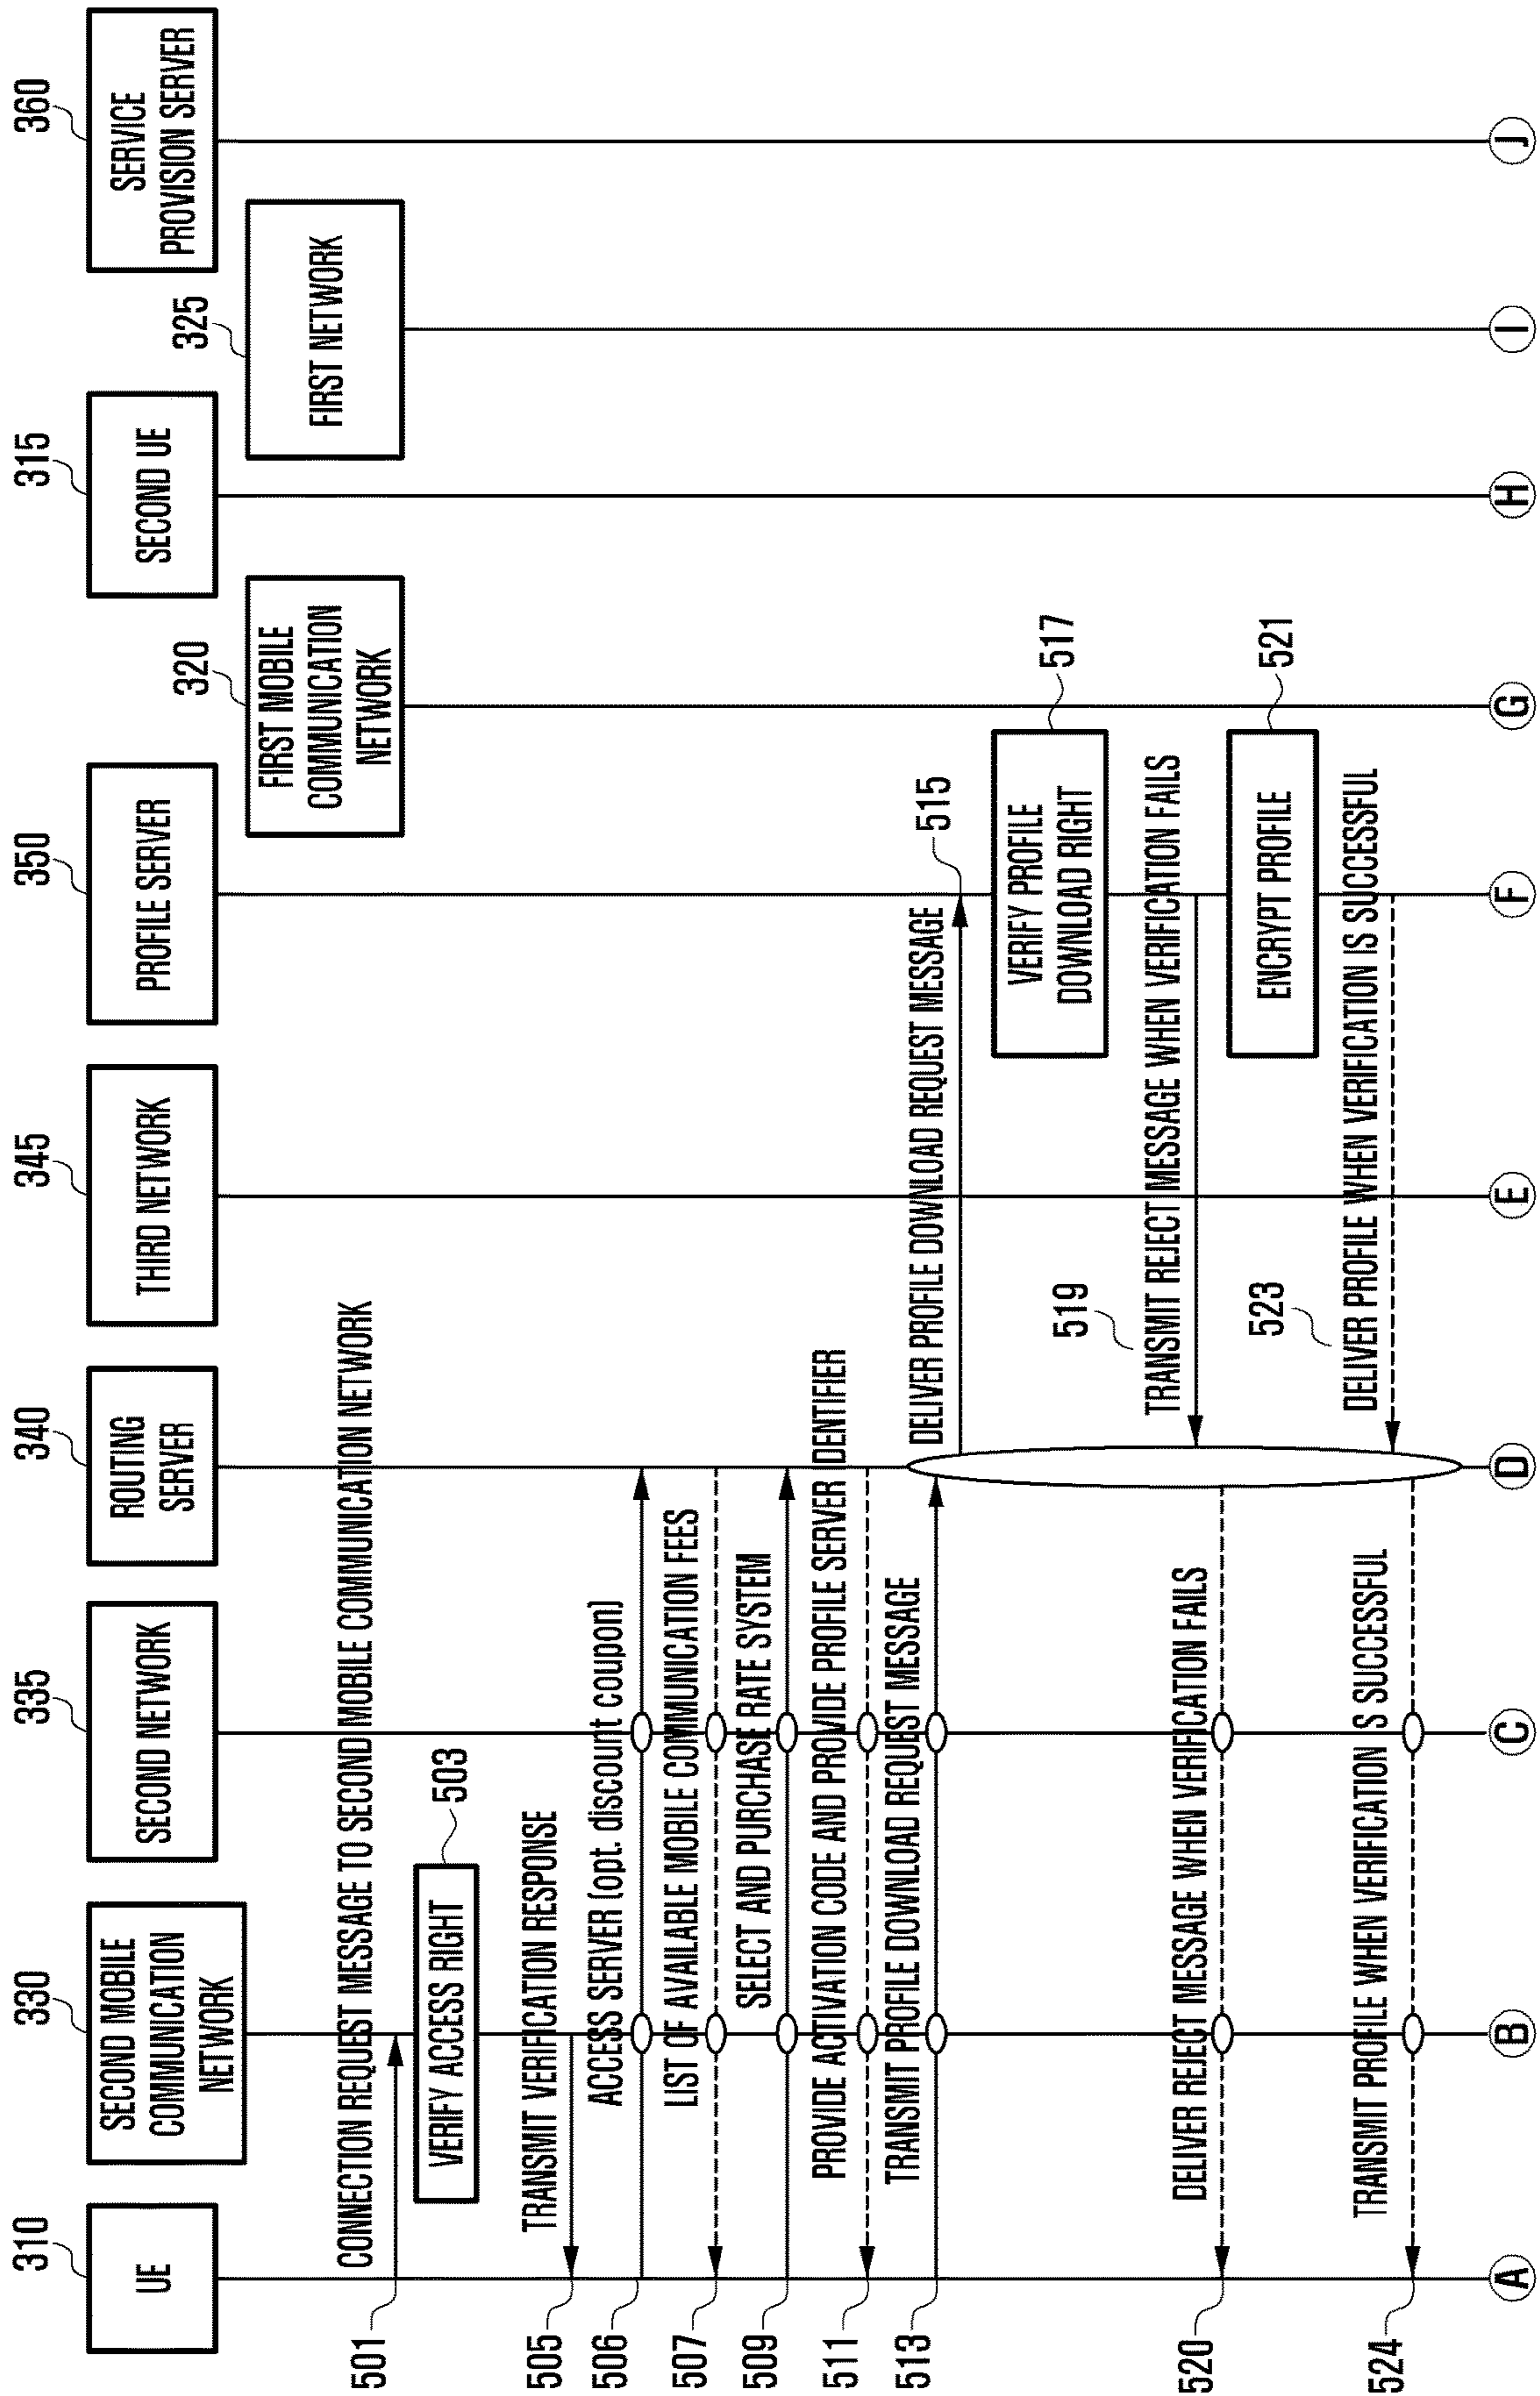 310
UE
330
SECOND MOBILE
COMMUNICATION
NETWORK
335
SECOND NETWORK
340
ROUTING
SERVER
345
THIRD NETWORK
350
PROFILE SERVER
320
FIRST MOBILE
COMMUNICATION
NETWORK
315
SECOND UE
325
FIRST NETWORK
360
SERVICE
PROVISION SERVER
501
CONNECTION REQUEST MESSAGE TO SECOND MOBILE COMMUNICATION NETWORK
VERIFY ACCESS RIGHT
503
505
TRANSMIT VERIFICATION RESPONSE
506
ACCESS SERVER (opt. discount coupon)
507
LIST OF AVAILABLE MOBILE COMMUNICATION FEES
509
SELECT AND PURCHASE RATE SYSTEM
511
PROVIDE ACTIVATION CODE AND PROVIDE PROFILE SERVER IDENTIFIER
513
TRANSMIT PROFILE DOWNLOAD REQUEST MESSAGE
DELIVER PROFILE DOWNLOAD REQUEST MESSAGE
515
VERIFY PROFILE
DOWNLOAD RIGHT
517
519
TRANSMIT REJECT MESSAGE WHEN VERIFICATION FAILS
520
DELIVER REJECT MESSAGE WHEN VERIFICATION FAILS
ENCRYPT PROFILE
521
523
DELIVER PROFILE WHEN VERIFICATION IS SUCCESSFUL
524
TRANSMIT PROFILE WHEN VERIFICATION IS SUCCESSFUL
A
B
C
D
E
F
G
H
I
J